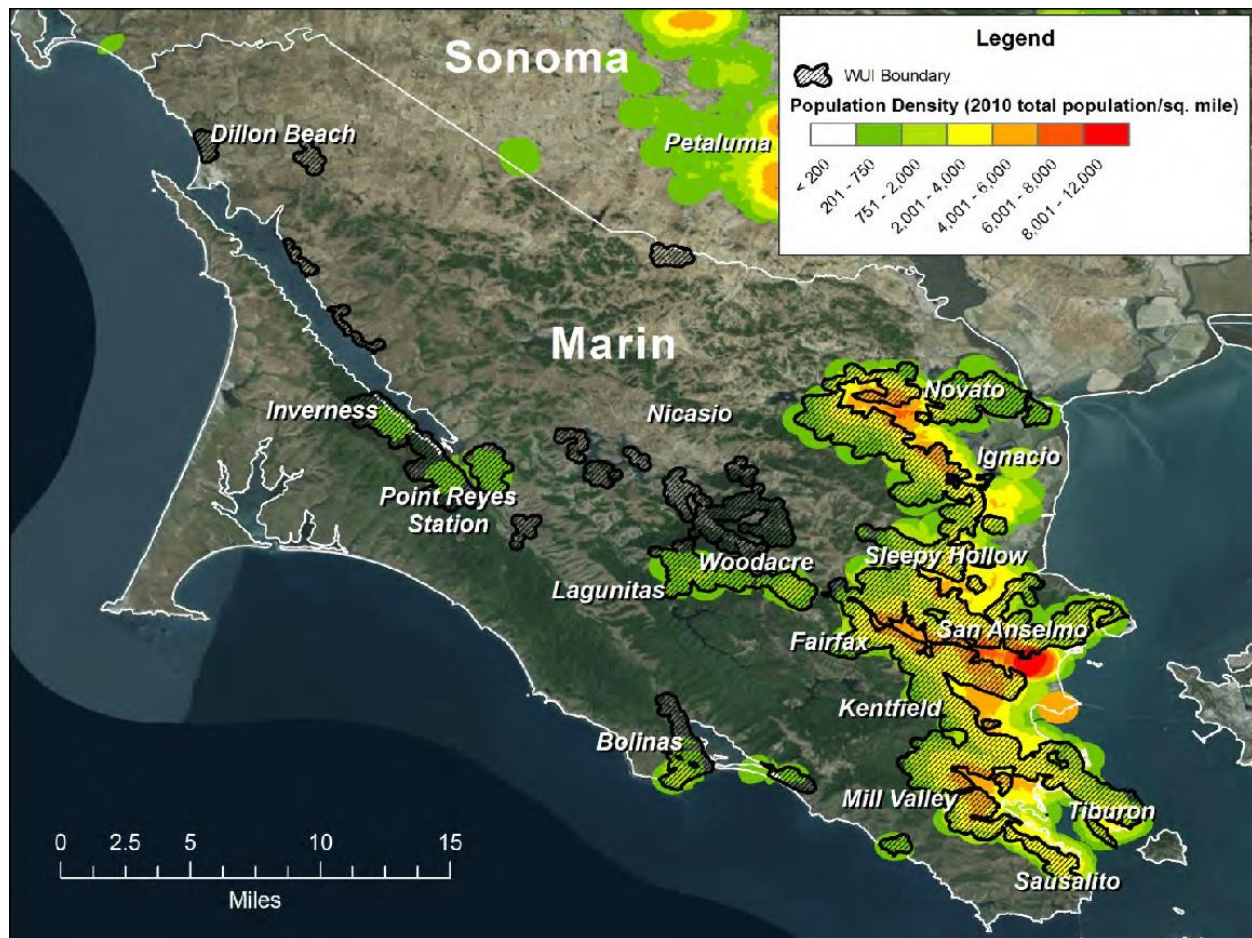 Sonoma
Legend
WUI Boundary
Population Density (2010 total population/sq. mile)
< 200
201 - 750
751 - 2,000
2,001 - 4,000
4,001 - 6,000
6,001 - 8,000
8,001 - 12,000
Dillon Beach
Petaluma
Marin
Inverness
Nicasio
Novato
Ignacio
Point Reyes
Station
Sleepy Hollow
Woodacre
Lagunitas
San Anselmo
Fairfax
Kentfield
Bolinas
Mill Valley
Tiburon
Sausalito
0 2.5 5 10 15
Miles